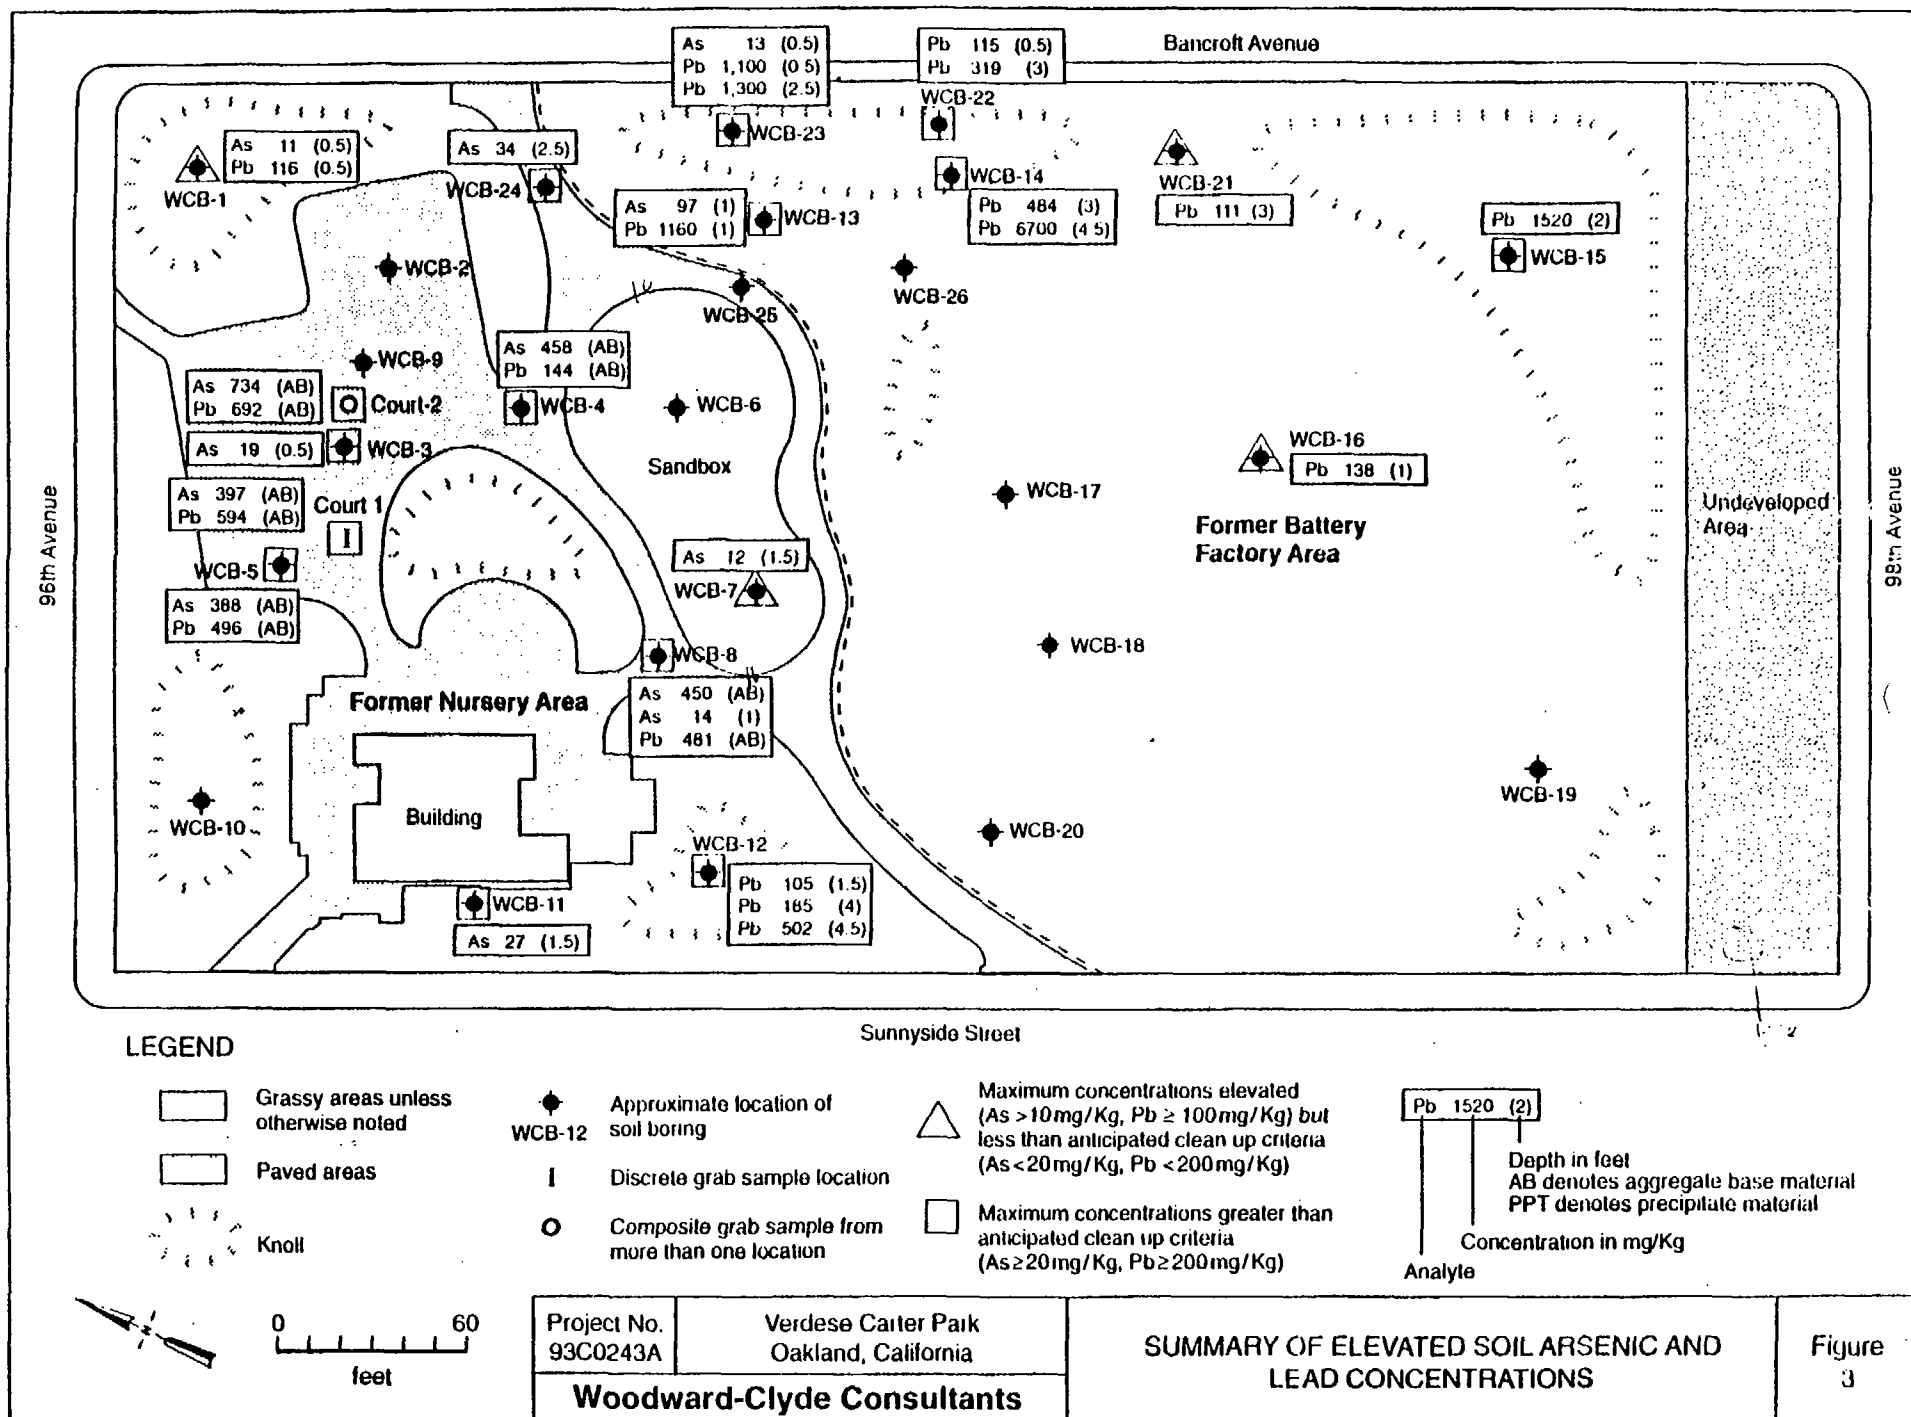 Bancroft Avenue
As 13 (0.5)
Pb 1,100 (0 5)
Pb 1,300 (2.5)
Pb 115 (0.5)
Pb 319 (3)
WCB-22
WCB-23
As 11 (0.5)
Pb 116 (0.5)
WCB-1
As 34 (2.5)
WCB-24
WCB-14
WCB-21
Pb 111 (3)
As 97 (1)
Pb 1160 (1)
WCB-13
Pb 484 (3)
Pb 6700 (4 5)
Pb 1520 (2)
WCB-15
WCB-2
WCB-26
WCB-25
As 458 (AB)
Pb 144 (AB)
WCB-9
As 734 (AB)
Pb 692 (AB)
Court-2
WCB-4
WCB-6
As 19 (0.5)
WCB-3
Sandbox
WCB-16
Pb 138 (1)
As 397 (AB)
Pb 594 (AB)
Court 1
I
WCB-17
Former Battery
Factory Area
Undeveloped
Area
96th Avenue
98th Avenue
As 12 (1.5)
WCB-7
WCB-5
As 388 (AB)
Pb 496 (AB)
WCB-8
WCB-18
As 450 (AB)
As 14 (1)
Pb 481 (AB)
Former Nursery Area
Building
WCB-10
WCB-19
WCB-20
WCB-12
Pb 105 (1.5)
Pb 185 (4)
Pb 502 (4.5)
WCB-11
As 27 (1.5)
Sunnyside Street
LEGEND
Grassy areas unless
otherwise noted
Paved areas
Knoll
WCB-12
Approximate location of
soil boring
I
Discrete grab sample location
Composite grab sample from
more than one location
Maximum concentrations elevated
(As >10mg/Kg, Pb ≥ 100mg/Kg) but
less than anticipated clean up criteria
(As<20mg/Kg, Pb <200mg/Kg)
Maximum concentrations greater than
anticipated clean up criteria
(As≥20mg/Kg, Pb≥200mg/Kg)
Pb 1520 (2)
Depth in feet
AB denotes aggregate base material
PPT denotes precipitate material
Concentration in mg/Kg
Analyte
0 60
feet
Project No.
93C0243A
Verdese Carter Park
Oakland, California
Woodward-Clyde Consultants
SUMMARY OF ELEVATED SOIL ARSENIC AND
LEAD CONCENTRATIONS
Figure
3